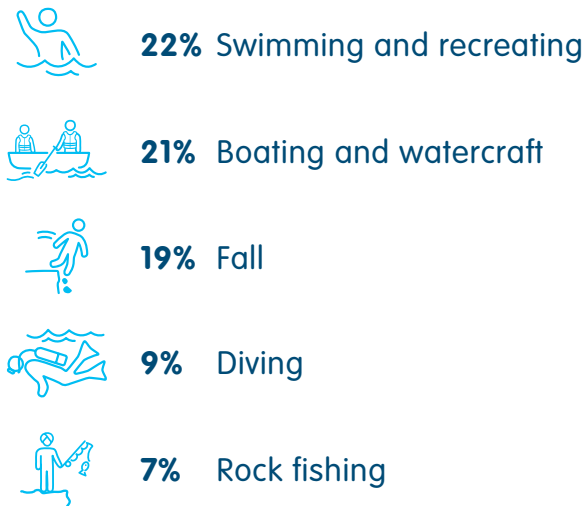 22% Swimming and recreating
21% Boating and watercraft
19% Fall
9% Diving
7% Rock fishing